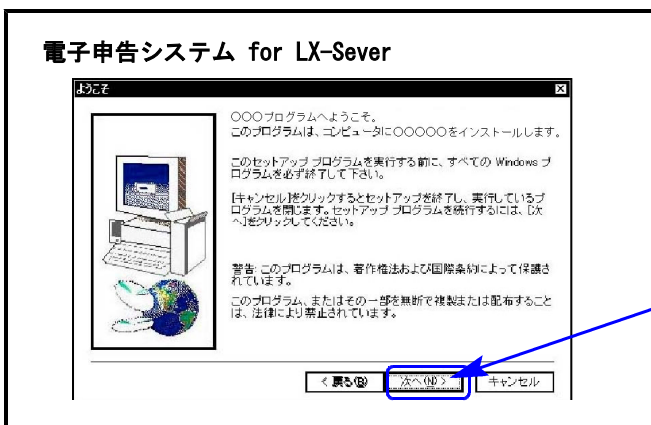 電子申告システム for LX-Sever
ようこそ
〇〇〇プログラムへようこそ。
このプログラムは、コンピュータに〇〇〇〇〇をインストールします。
このセットアップ プログラムを実行する前に、すべての Windows プ
ログラムを必ず終了して下さい。
[キャンセル]をクリックするとセットアップを終了し、実行しているプ
ログラムを閉じます。セットアップ プログラムを続行するには、[次
へ]をクリックしてください。
警告: このプログラムは、著作権法および国際条約によって保護さ
れています。
このプログラム、またはその一部を無断で複製または配布すること
は、法律により禁止されています。
< 戻る(B) 次へ(N) > キャンセル